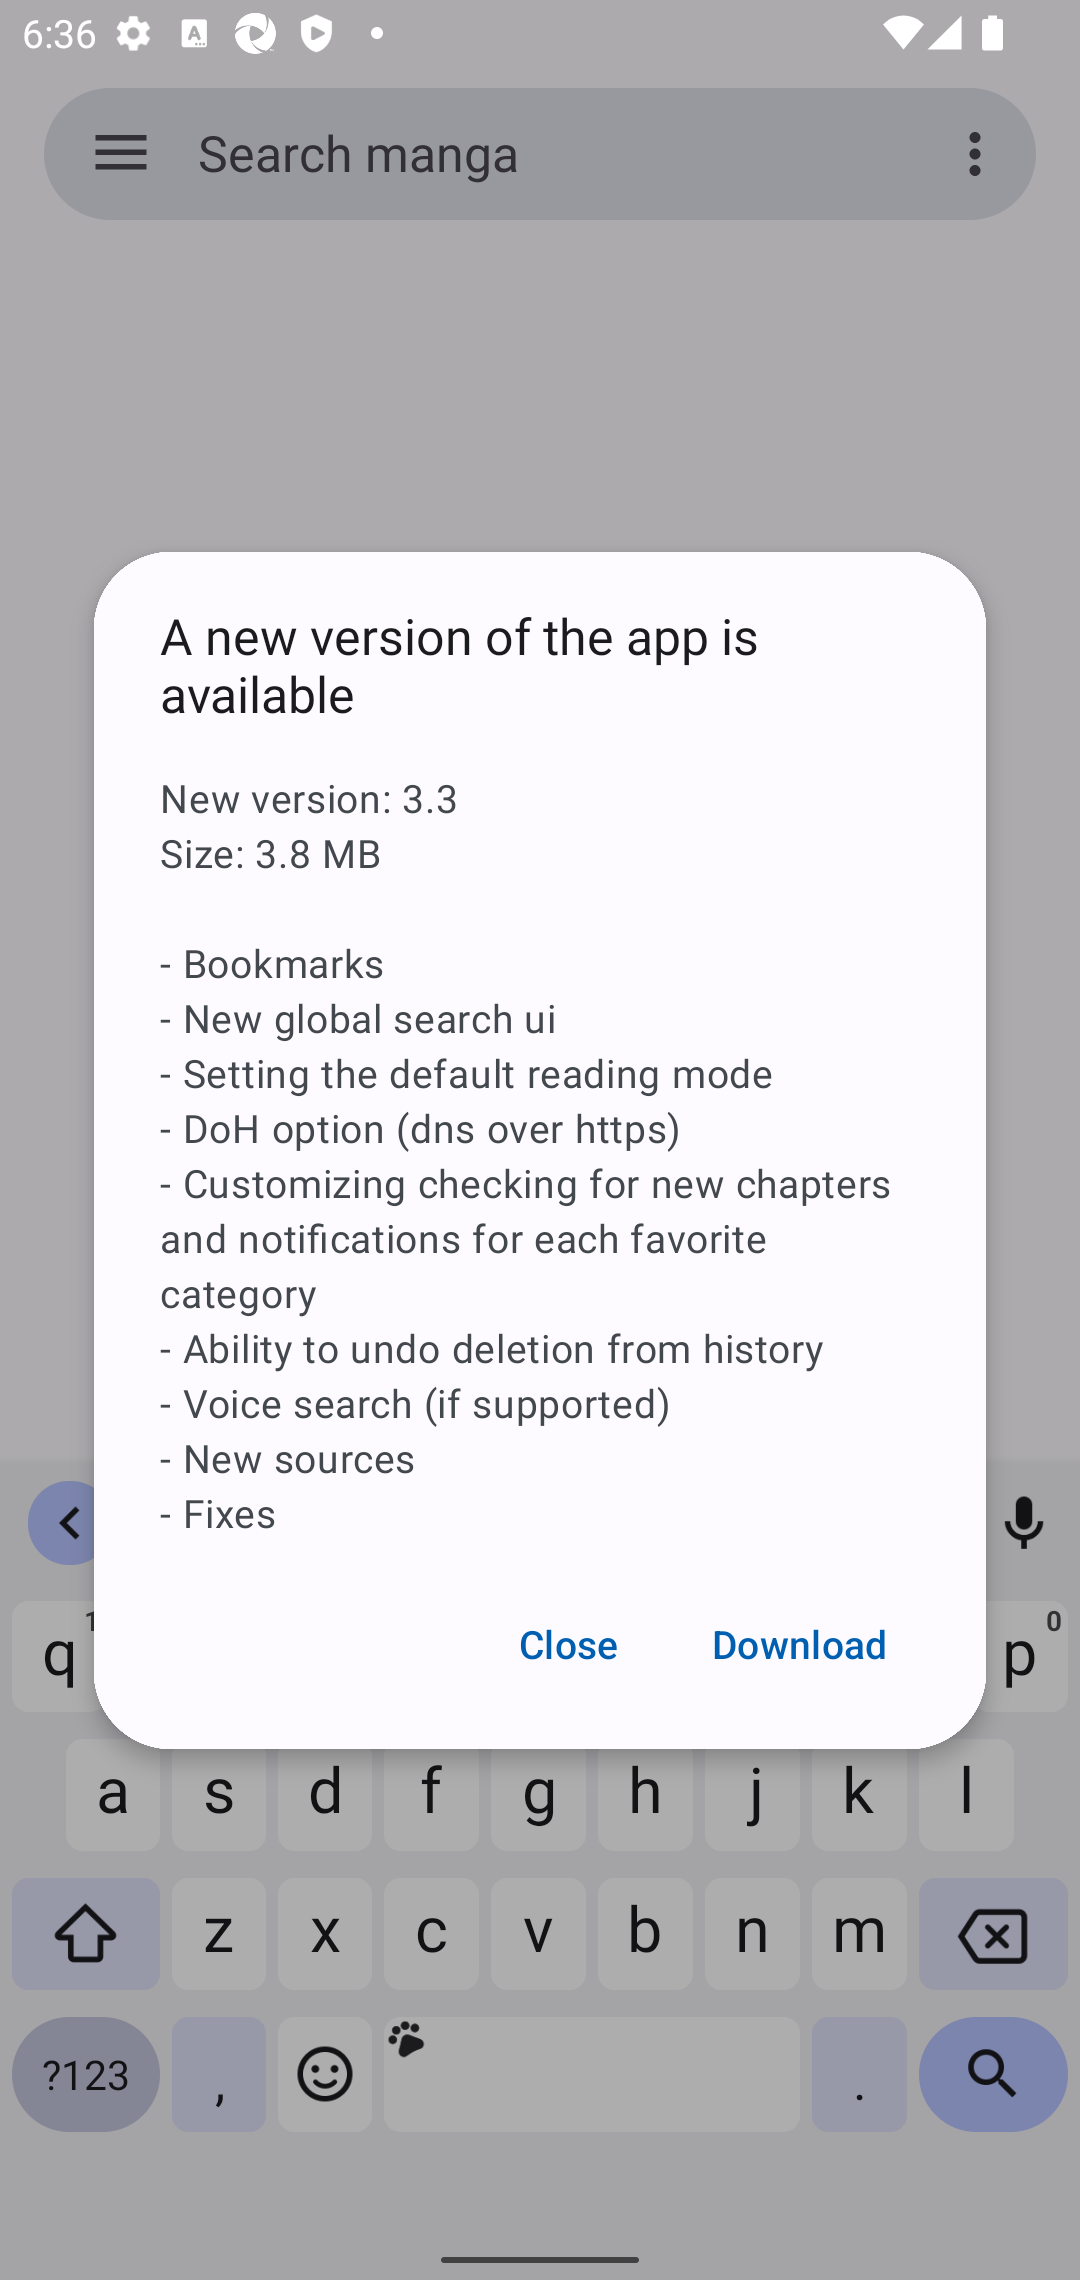 6:36
Search manga
A new version of the app is
available
New version: 3.3
Size: 3.8 MB
- Bookmarks
- New global search ui
- Setting the default reading mode
- DoH option (dns over https)
- Customizing checking for new chapters
and notifications for each favorite
category
- Ability to undo deletion from history
- Voice search (if supported)
- New sources
- Fixes
Close Download
q 1 p 0
a s d f g h j k l
z x c v b n m
?123 , .